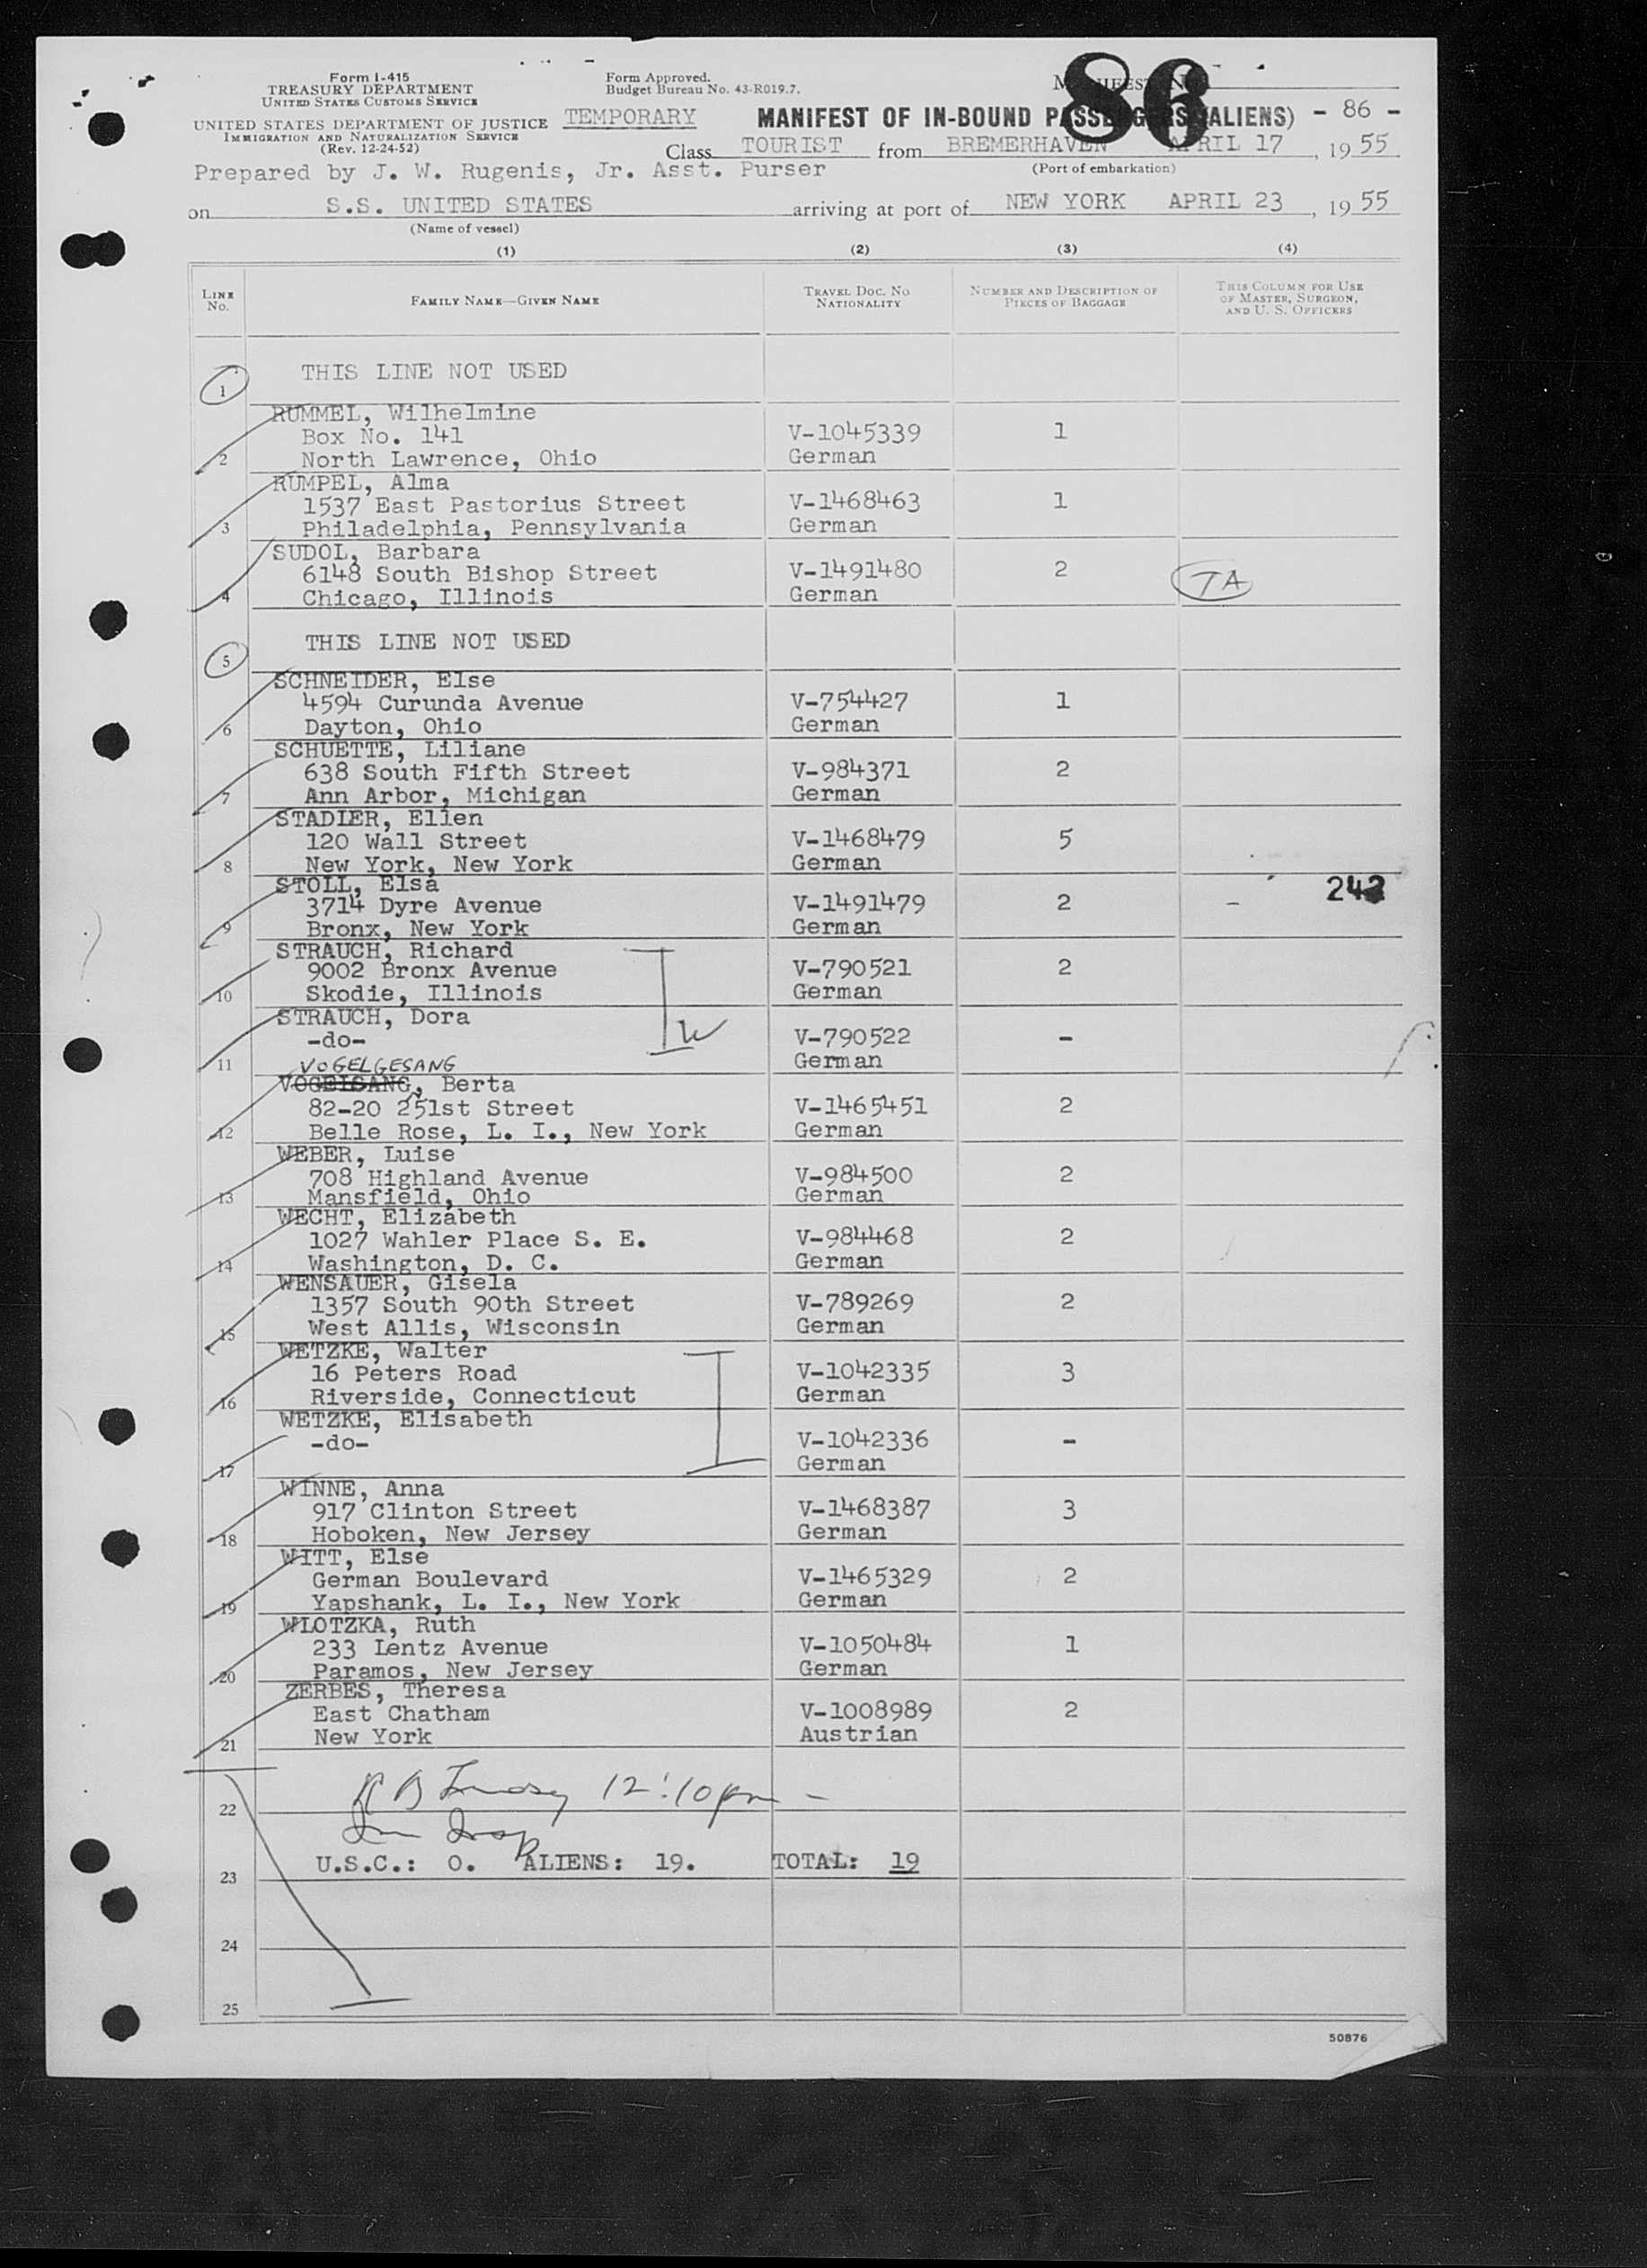 Form I-415
TREASURY DEPARTMENT
UNITED STATES CUSTOMS SERVICE
UNITED STATES DEPARTMENT OF JUSTICE
IMMIGRATION AND NATURALIZATION SERVICE
(Rev. 12-24-52)
Form Approved.
Budget Bureau No. 43-R019.7.
86
TEMPORARY MANIFEST OF IN-BOUND PASSENGERS (ALIENS) - 86 -
Class TOURIST from BREMERHAVEN APRIL 17, 1955
(Port of embarkation)
Prepared by J. W. Rugenis, Jr. Asst. Purser
on S.S. UNITED STATES arriving at port of NEW YORK APRIL 23, 1955
(Name of vessel)
(1) (2) (3) (4)
LINE No. FAMILY NAME—GIVEN NAME TRAVEL DOC. No. NATIONALITY NUMBER AND DESCRIPTION OF PIECES OF BAGGAGE THIS COLUMN FOR USE OF MASTER, SURGEON, AND U. S. OFFICERS
1 THIS LINE NOT USED
RUMMEL, Wilhelmine
Box No. 141 V-1045339 1
2 North Lawrence, Ohio German
RUMPEL, Alma
1537 East Pastorius Street V-1468463 1
3 Philadelphia, Pennsylvania German
SUDOL, Barbara
6148 South Bishop Street V-1491480 2 TA
4 Chicago, Illinois German
5 THIS LINE NOT USED
SCHNEIDER, Else
4594 Curunda Avenue V-754427 1
6 Dayton, Ohio German
SCHUETTE, Liliane
638 South Fifth Street V-984371 2
7 Ann Arbor, Michigan German
STADIER, Ellen
120 Wall Street V-1468479 5
8 New York, New York German
STOLL, Elsa 242
3714 Dyre Avenue V-1491479 2 -
9 Bronx, New York German
STRAUCH, Richard
9002 Bronx Avenue V-790521 2
10 Skodie, Illinois German
STRAUCH, Dora W
-do- V-790522 -
11 German
VOGELGESANG
VOGELSANG, Berta
82-20 251st Street V-1465451 2
12 Belle Rose, L. I., New York German
WEBER, Luise
708 Highland Avenue V-984500 2
13 Mansfield, Ohio German
WECHT, Elizabeth
1027 Wahler Place S. E. V-984468 2
14 Washington, D. C. German
WENSAUER, Gisela
1357 South 90th Street V-789269 2
15 West Allis, Wisconsin German
WETZKE, Walter
16 Peters Road V-1042335 3
16 Riverside, Connecticut German
WETZKE, Elisabeth
-do- V-1042336 -
17 German
WINNE, Anna
917 Clinton Street V-1468387 3
18 Hoboken, New Jersey German
WITT, Else
German Boulevard V-1465329 2
19 Yapshank, L. I., New York German
WLOTZKA, Ruth
233 Lentz Avenue V-1050484 1
20 Paramos, New Jersey German
ZERBES, Theresa
East Chatham V-1008989 2
21 New York Austrian
22 12:10 pm -
23 U.S.C.: 0. ALIENS: 19. TOTAL: 19
24
25
50876